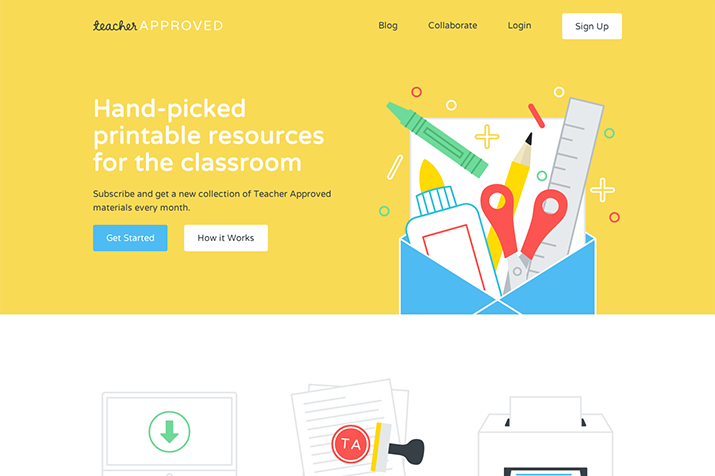 teacher APPROVED
Blog
Collaborate
Login
Sign Up
Hand-picked
printable resources
for the classroom
Subscribe and get a new collection of Teacher Approved
materials every month.
Get Started
How it Works
TA